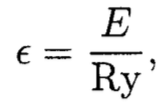 ϵ = E / Ry,